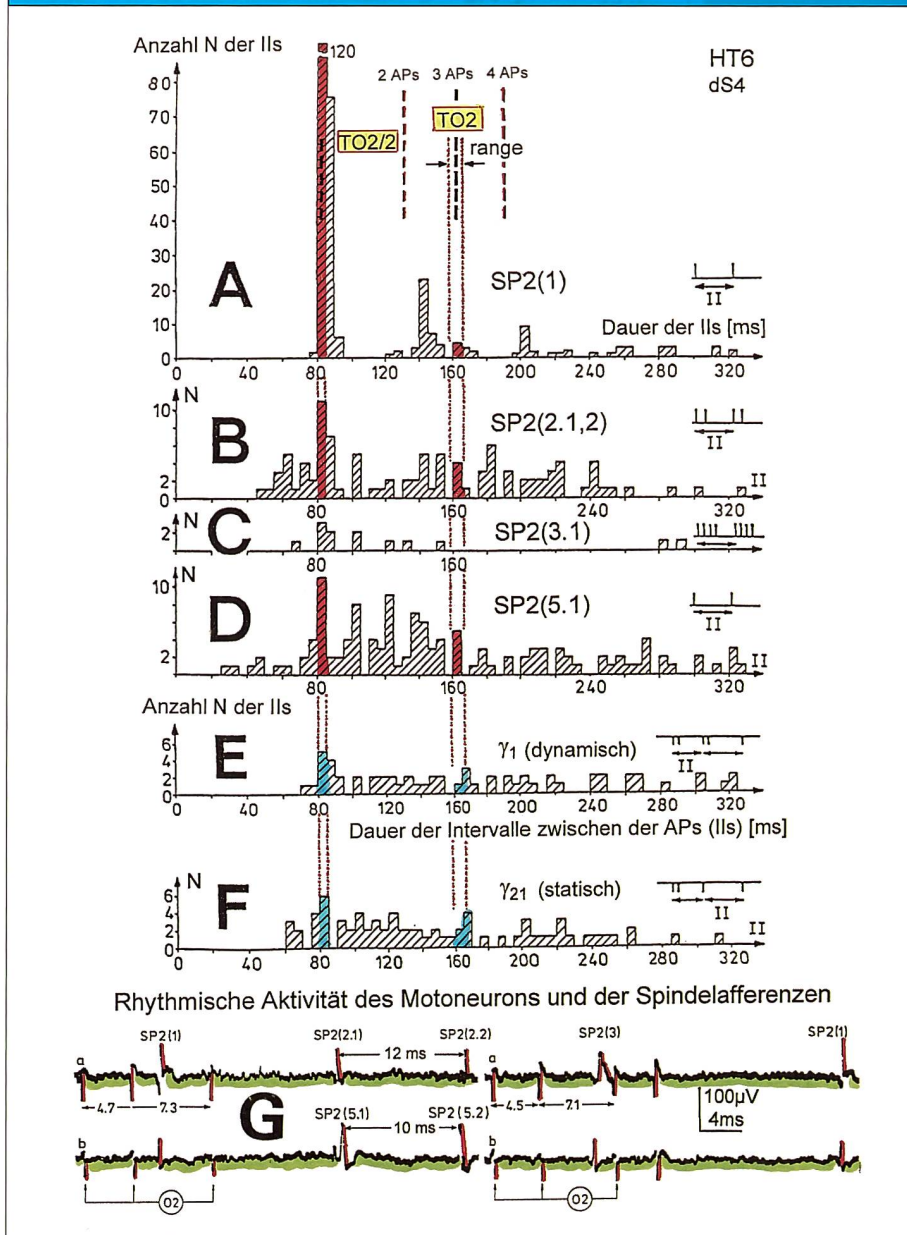 Anzahl N der IIs
120
HT6
dS4
2 APs 3 APs 4 APs
TO2/2
TO2
range
80
70
60
50
40
30
20
10
0
A
SP2(1)
II
Dauer der IIs [ms]
0 40 80 120 160 200 240 280 320
N
10
2
0
B
SP2(2.1,2)
II
II
80 160 240 320
N
2
C
SP2(3.1)
80 160
N
10
2
D
SP2(5.1)
II
II
80 160 240 320
Anzahl N der IIs
6
4
2
0
E
γ1 (dynamisch)
II
0 40 80 120 160 200 240 280 320
Dauer der Intervalle zwischen der APs (IIs) [ms]
N
6
4
2
0
F
γ21 (statisch)
II
II
0 40 80 120 160 200 240 280 320
Rhythmische Aktivität des Motoneurons und der Spindelafferenzen
a SP2(1) SP2(2.1) SP2(2.2)
12 ms
4.7 7.3
a SP2(3) SP2(1)
4.5 7.1
100µV
4ms
G
b SP2(5.1) SP2(5.2)
10 ms
O2
b
O2